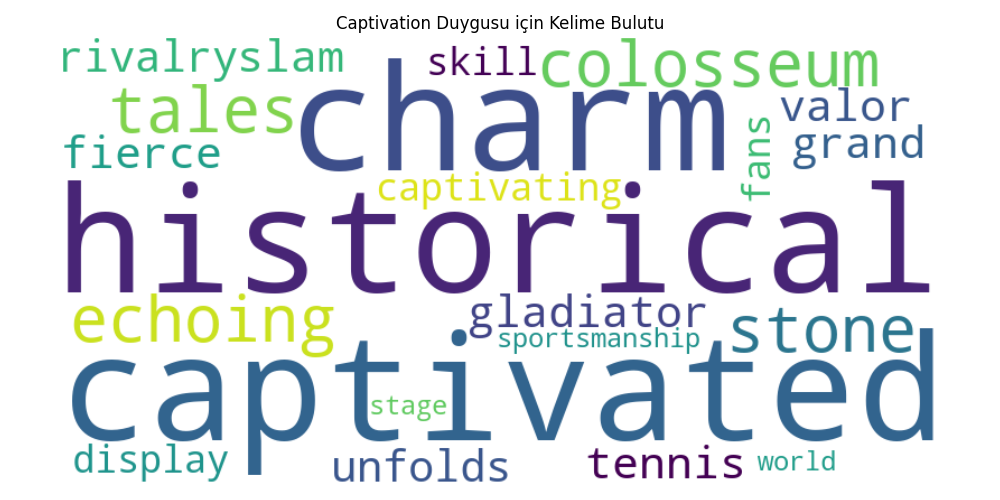 Captivation Duygusu için Kelime Bulutu
rivalryslam
skill
colosseum
tales
charm
valor
fierce
fans
grand
captivating
historical
echoing
gladiator
sportsmanship
stone
captivated
stage
display
unfolds
tennis
world